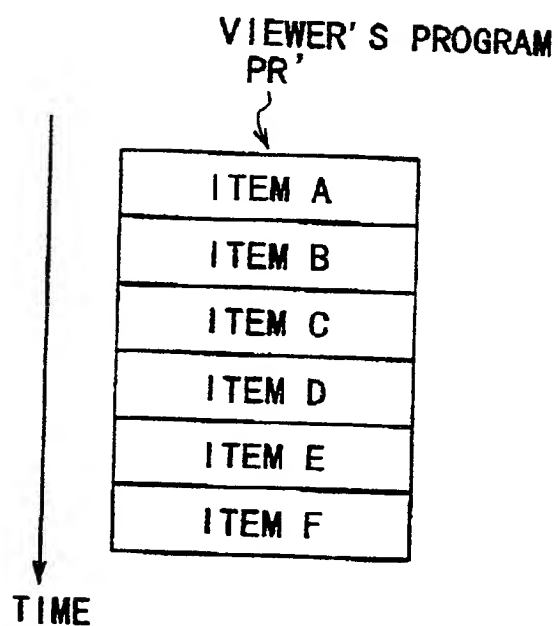 VIEWER'S PROGRAM
PR'
ITEM A
ITEM B
ITEM C
ITEM D
ITEM E
ITEM F
TIME